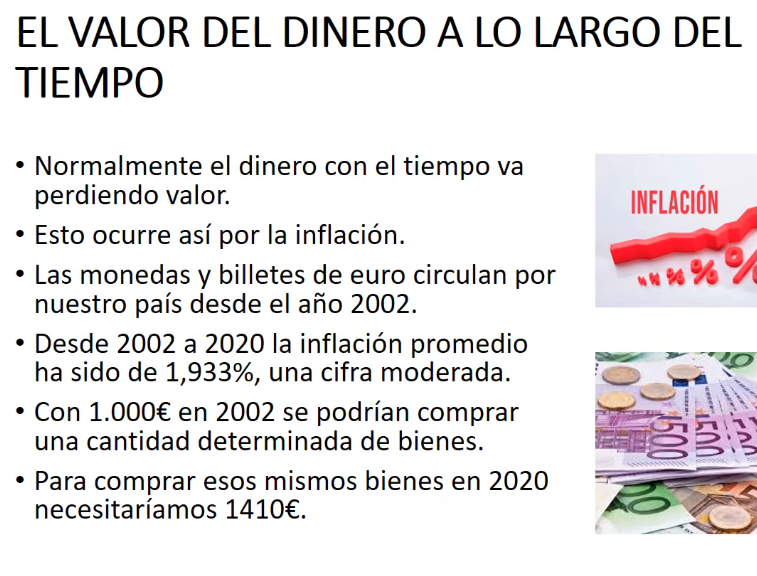 EL VALOR DEL DINERO A LO LARGO DEL
TIEMPO
• Normalmente el dinero con el tiempo va
perdiendo valor.
• Esto ocurre así por la inflación.
• Las monedas y billetes de euro circulan por
nuestro país desde el año 2002.
• Desde 2002 a 2020 la inflación promedio
ha sido de 1,933%, una cifra moderada.
• Con 1.000€ en 2002 se podrían comprar
una cantidad determinada de bienes.
• Para comprar esos mismos bienes en 2020
necesitaríamos 1410€.
INFLACIÓN
% % % % %
500 500 500